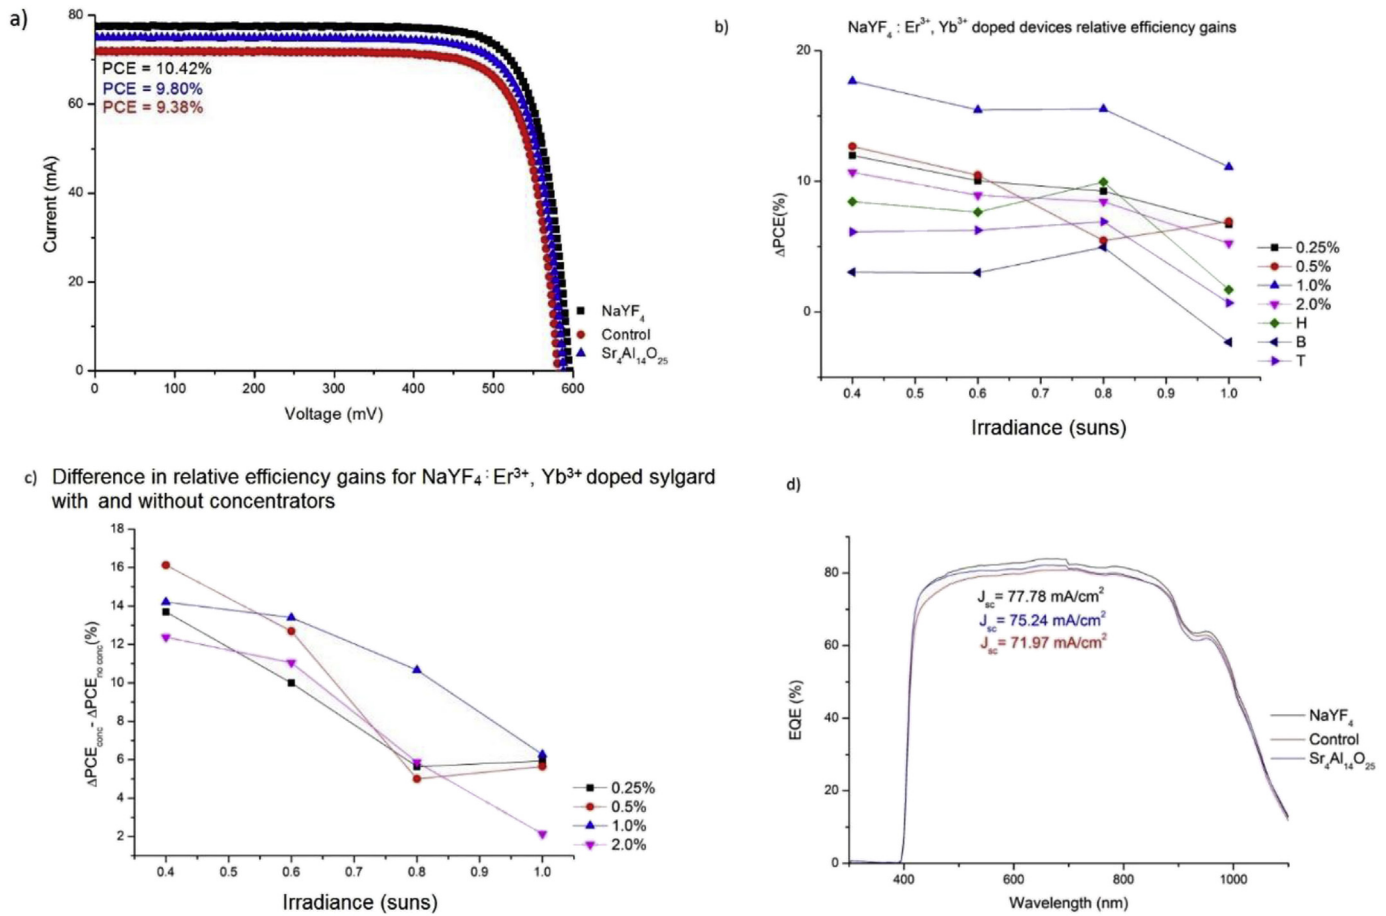 a)
80
60
40
20
0
Current (mA)
PCE = 10.42%
PCE = 9.80%
PCE = 9.38%
NaYF₄
Control
Sr₄Al₁₄O₂₅
0 100 200 300 400 500 600
Voltage (mV)
b)
NaYF₄ : Er³⁺, Yb³⁺ doped devices relative efficiency gains
20
10
0
ΔPCE(%)
0.25%
0.5%
1.0%
2.0%
H
B
T
0.4 0.5 0.6 0.7 0.8 0.9 1.0
Irradiance (suns)
c) Difference in relative efficiency gains for NaYF₄ : Er³⁺, Yb³⁺ doped sylgard
with and without concentrators
18
16
14
12
10
8
6
4
2
ΔPCE_conc - ΔPCE_no conc (%)
0.25%
0.5%
1.0%
2.0%
0.4 0.5 0.6 0.7 0.8 0.9 1.0
Irradiance (suns)
d)
80
60
40
20
0
EQE (%)
J_sc = 77.78 mA/cm²
J_sc = 75.24 mA/cm²
J_sc = 71.97 mA/cm²
NaYF₄
Control
Sr₄Al₁₄O₂₅
400 600 800 1000
Wavelength (nm)